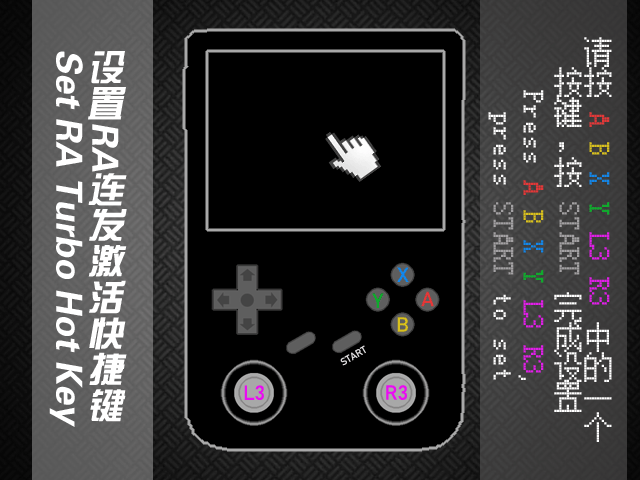 设置RA连发激活快捷键
Set RA Turbo Hot Key
X
Y
A
B
START
L3
R3
请按 A B X Y L3 R3 中的一个
按键，按 START 完成设置
Press A B X Y L3 R3,
press START to set